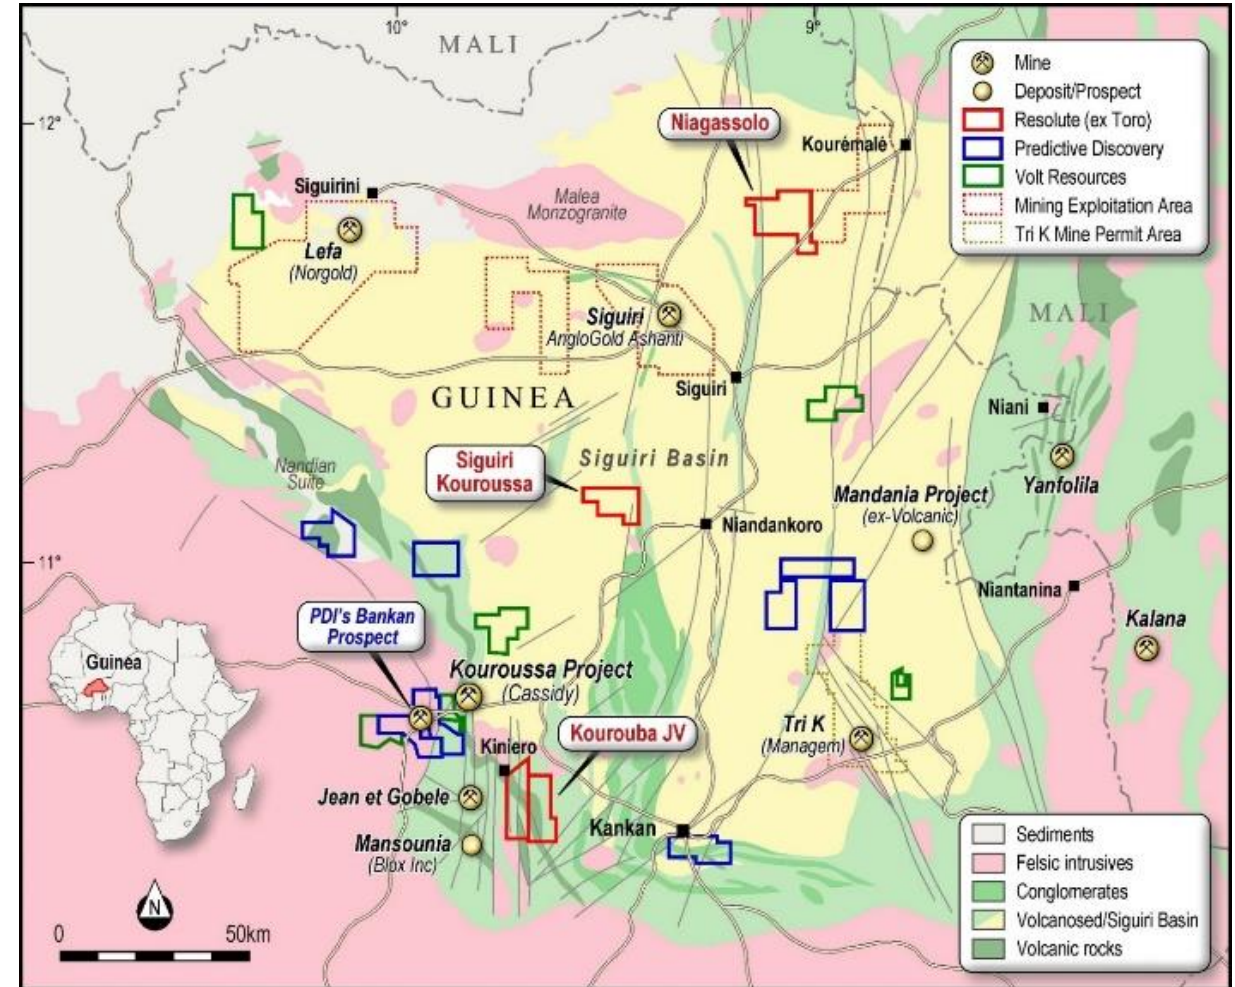 10°
9°
MALI
12°
11°
Mine
Deposit/Prospect
Resolute (ex Toro)
Predictive Discovery
Volt Resources
Mining Exploitation Area
Tri K Mine Permit Area
Niagassolo
Kourémalé
Siguirini
Malea
Monzogranite
Lefa
(Norgold)
Siguiri
AngloGold Ashanti
MALI
Siguiri
GUINEA
Niani
Siguiri
Kouroussa
Siguiri Basin
Nandian
Suite
Yanfolila
Mandania Project
(ex-Volcanic)
Niandankoro
Niantanina
PDI's Bankan
Prospect
Kalana
Guinea
Kouroussa Project
(Cassidy)
Tri K
(Managem)
Kourouba JV
Kiniero
Jean et Gobele
Kankan
Mansounia
(Blox Inc)
N
0 50km
Sediments
Felsic intrusives
Conglomerates
Volcanosed/Siguiri Basin
Volcanic rocks